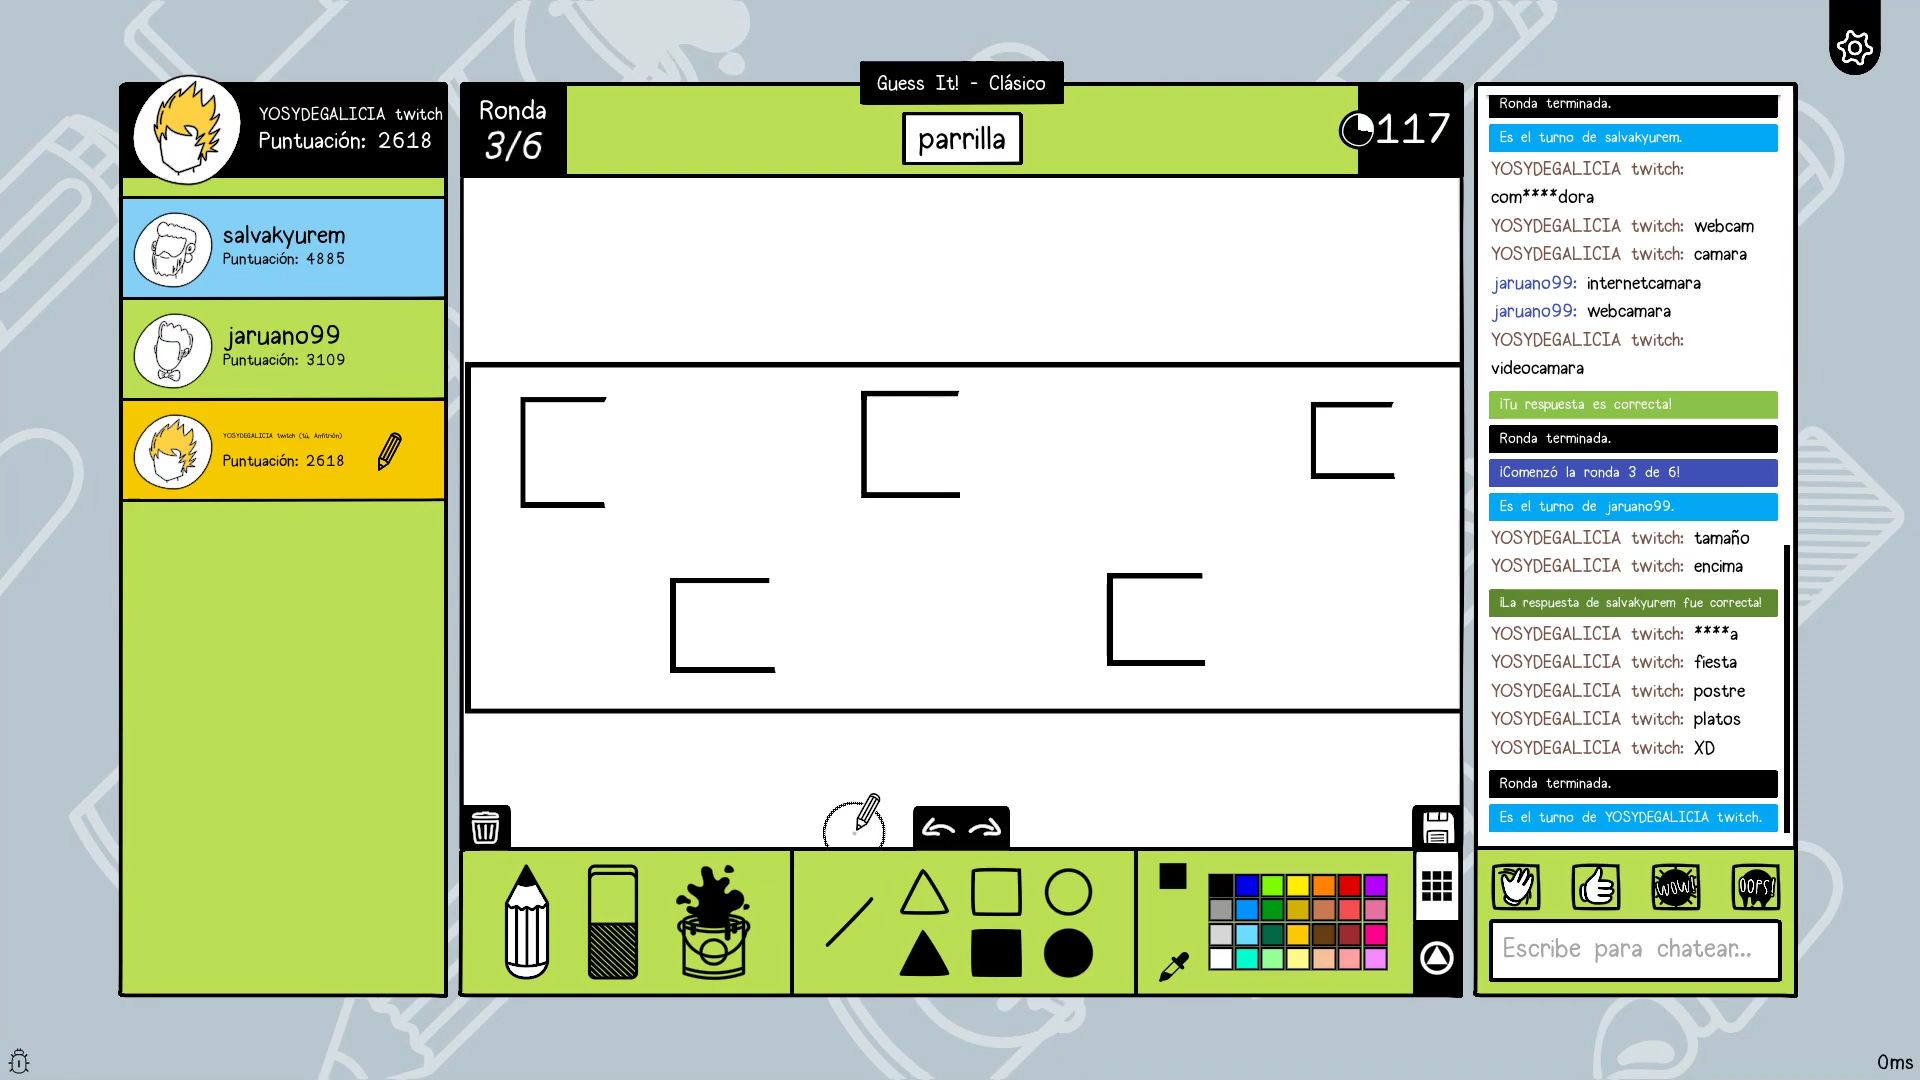 YOSYDEGALICIA twitch
Puntuación: 2618
salvakyurem
Puntuación: 4885
jaruano99
Puntuación: 3109
YOSYDEGALICIA twitch (tú, Anfitrión)
Puntuación: 2618
Ronda
3/6
Guess It! - Clásico
parrilla
117
Ronda terminada.
Es el turno de salvakyurem.
YOSYDEGALICIA twitch:
com****dora
YOSYDEGALICIA twitch: webcam
YOSYDEGALICIA twitch: camara
jaruano99: internetcamara
jaruano99: webcamara
YOSYDEGALICIA twitch:
videocamara
¡Tu respuesta es correcta!
Ronda terminada.
¡Comenzó la ronda 3 de 6!
Es el turno de jaruano99.
YOSYDEGALICIA twitch: tamaño
YOSYDEGALICIA twitch: encima
¡La respuesta de salvakyurem fue correcta!
YOSYDEGALICIA twitch: ****a
YOSYDEGALICIA twitch: fiesta
YOSYDEGALICIA twitch: postre
YOSYDEGALICIA twitch: platos
YOSYDEGALICIA twitch: XD
Ronda terminada.
Es el turno de YOSYDEGALICIA twitch.
WOW!
OOPS!
Escribe para chatear...
0ms